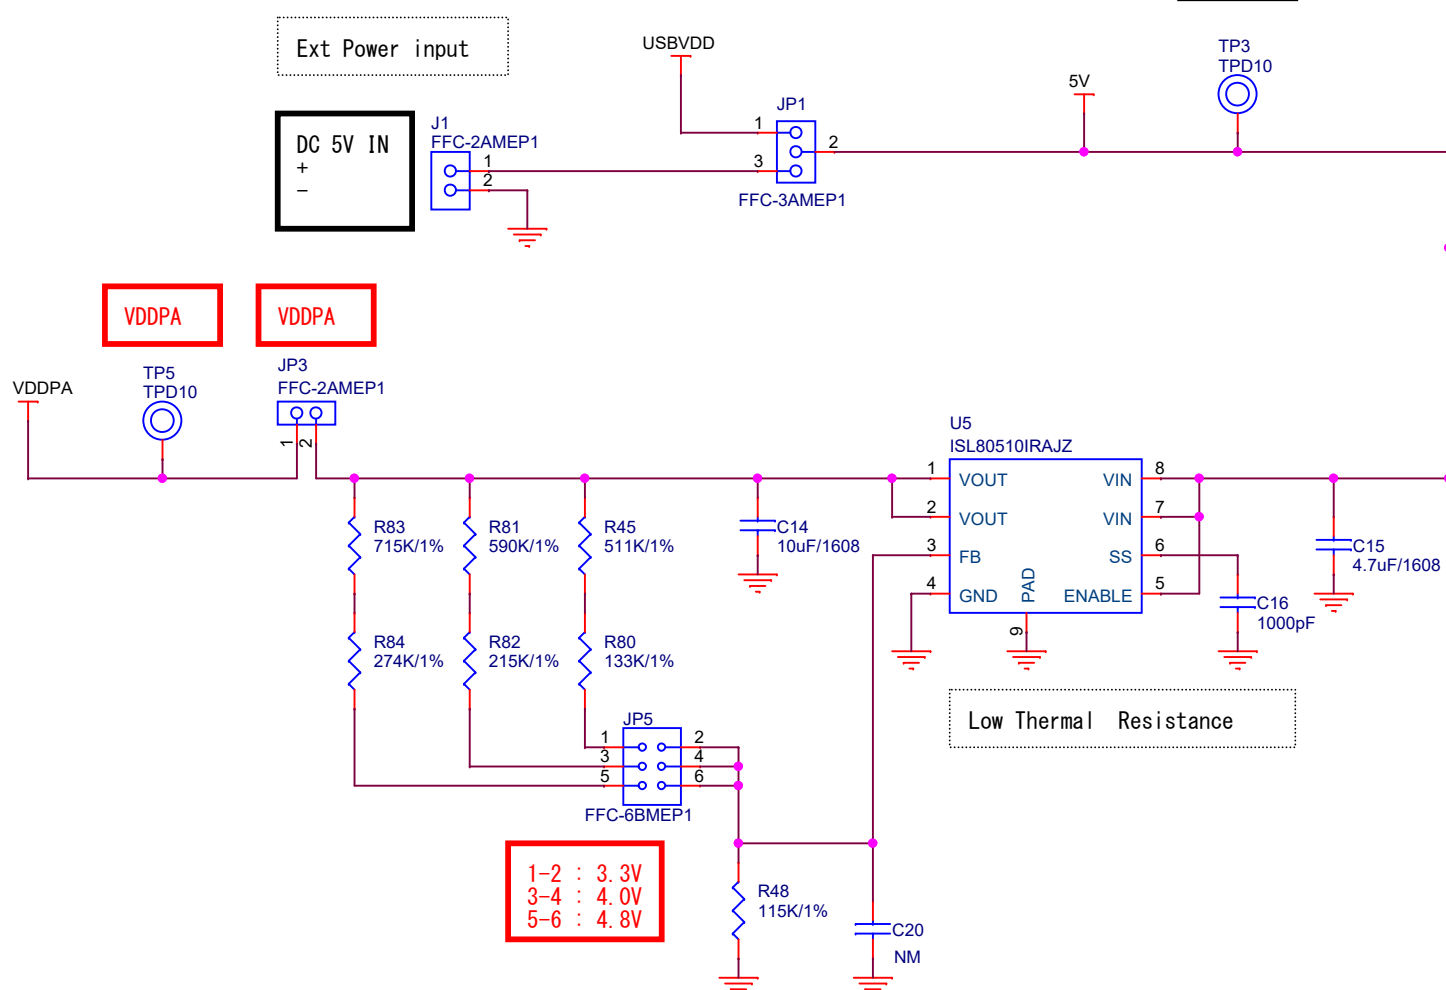 Ext Power input
USBVDD
TP3
TPD10
5V
DC 5V IN
+
−
J1
FFC-2AMEP1
1
2
JP1
1
2
3
FFC-3AMEP1
VDDPA
VDDPA
VDDPA
TP5
TPD10
JP3
FFC-2AMEP1
1
2
U5
ISL80510IRAJZ
1
VOUT
VIN
8
2
VOUT
VIN
7
3
FB
SS
6
4
GND
PAD
ENABLE
5
9
R83
715K/1%
R81
590K/1%
R45
511K/1%
C14
10uF/1608
C15
4.7uF/1608
C16
1000pF
R84
274K/1%
R82
215K/1%
R80
133K/1%
Low Thermal Resistance
JP5
1
2
3
4
5
6
FFC-6BMEP1
1-2 : 3.3V
3-4 : 4.0V
5-6 : 4.8V
R48
115K/1%
C20
NM